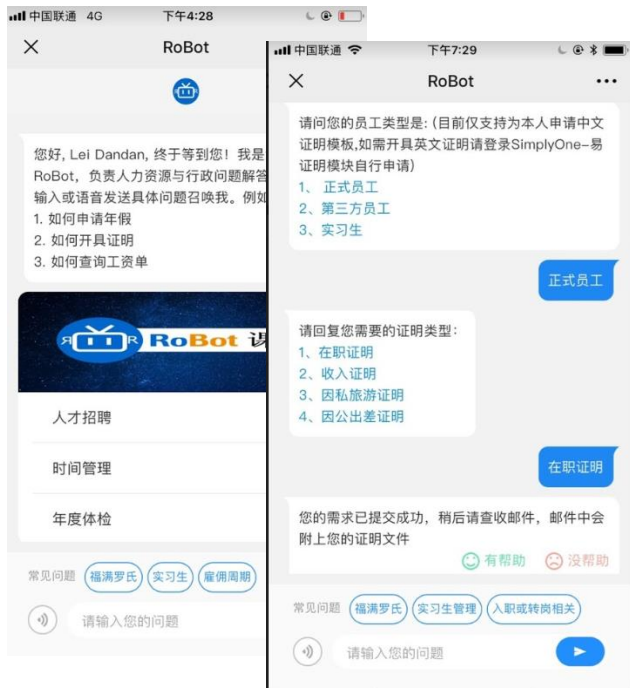 中国联通 4G 下午4:28
RoBot
您好, Lei Dandan, 终于等到您! 我是
RoBot, 负责人力资源与行政问题解答
输入或语音发送具体问题召唤我。例如
1. 如何申请年假
2. 如何开具证明
3. 如何查询工资单
RoBot
人才招聘
时间管理
年度体检
常见问题 福满罗氏 实习生 雇佣周期
请输入您的问题
中国联通 下午7:29
RoBot
请问您的员工类型是: (目前仅支持为本人申请中文
证明模板,如需开具英文证明请登录SimplyOne-易
证明模块自行申请)
1、 正式员工
2、第三方员工
3、实习生
正式员工
请回复您需要的证明类型:
1、在职证明
2、收入证明
3、因私旅游证明
4、因公出差证明
在职证明
您的需求已提交成功, 稍后请查收邮件, 邮件中会
附上您的证明文件
有帮助 没帮助
常见问题 福满罗氏 实习生管理 入职或转岗相关
请输入您的问题